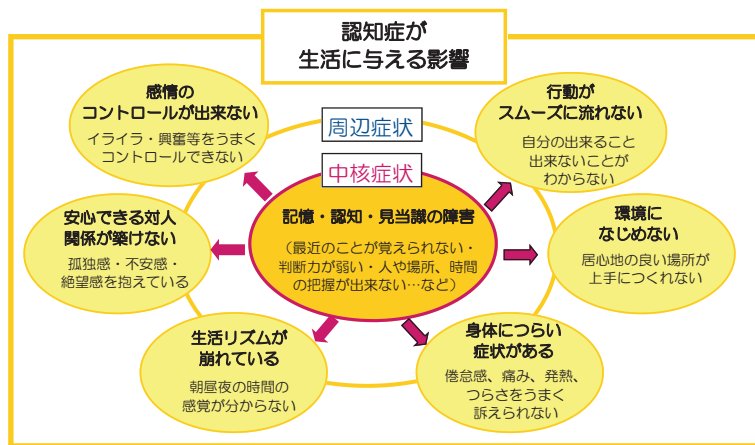 認知症が
生活に与える影響
感情の
コントロールが出来ない
イライラ・興奮等をうまく
コントロールできない
周辺症状
行動が
スムーズに流れない
自分の出来ること
出来ないことが
わからない
中核症状
記憶・認知・見当識の障害
（最近のことが覚えられない・
判断力が弱い・人や場所、時間
の把握が出来ない…など）
安心できる対人
関係が築けない
孤独感・不安感・
絶望感を抱えている
環境に
なじめない
居心地の良い場所が
上手につくれない
生活リズムが
崩れている
朝昼夜の時間の
感覚が分からない
身体につらい
症状がある
倦怠感、痛み、発熱、
つらさをうまく
訴えられない